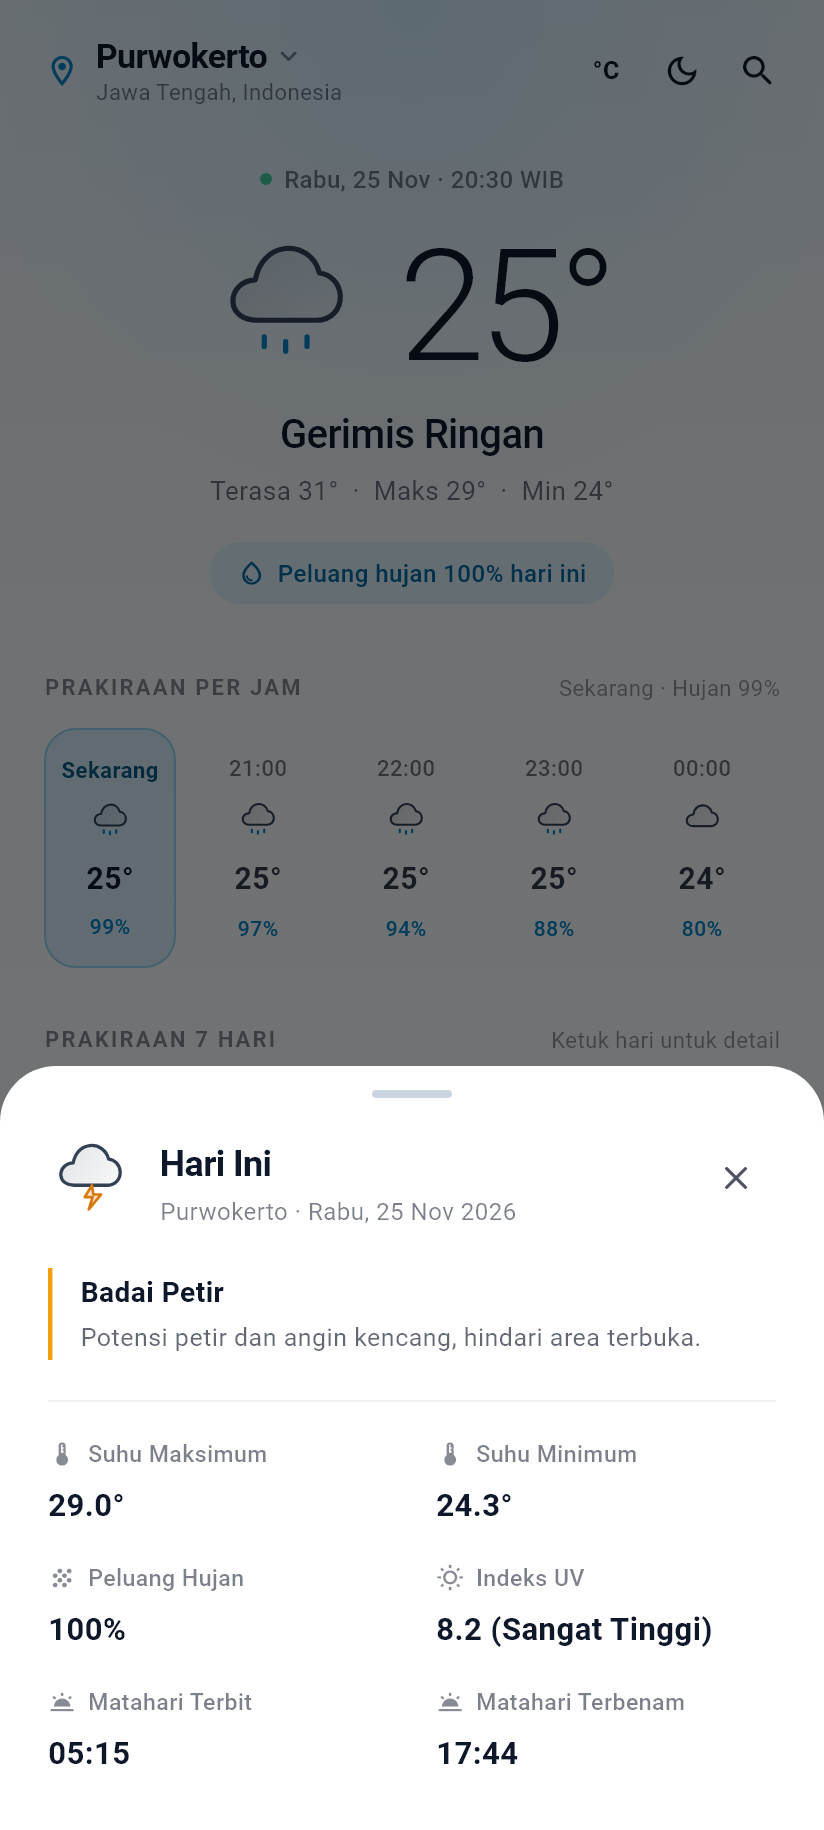 Purwokerto
Jawa Tengah, Indonesia
°C
Rabu, 25 Nov · 20:30 WIB
25°
Gerimis Ringan
Terasa 31° · Maks 29° · Min 24°
Peluang hujan 100% hari ini
PRAKIRAAN PER JAM
Sekarang · Hujan 99%
Sekarang 21:00 22:00 23:00 00:00
25° 25° 25° 25° 24°
99% 97% 94% 88% 80%
PRAKIRAAN 7 HARI
Ketuk hari untuk detail
Hari Ini
Purwokerto · Rabu, 25 Nov 2026
Badai Petir
Potensi petir dan angin kencang, hindari area terbuka.
Suhu Maksimum
29.0°
Suhu Minimum
24.3°
Peluang Hujan
100%
Indeks UV
8.2 (Sangat Tinggi)
Matahari Terbit
05:15
Matahari Terbenam
17:44